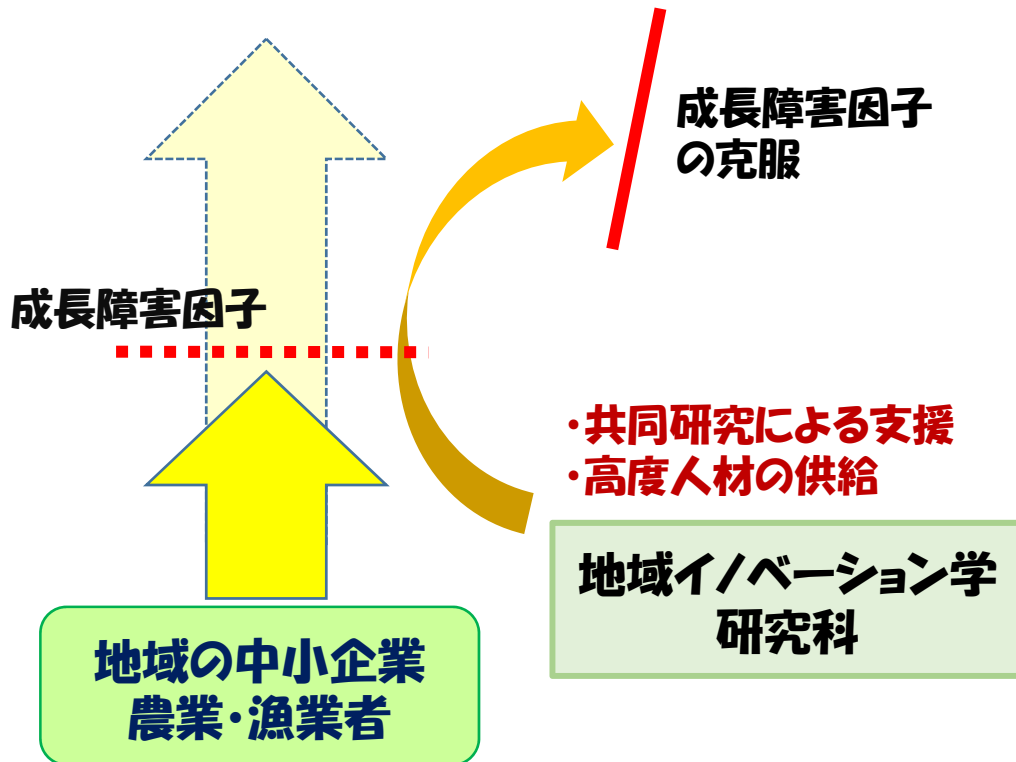 成長障害因子
の克服
成長障害因子
・共同研究による支援
・高度人材の供給
地域イノベーション学
研究科
地域の中小企業
農業・漁業者